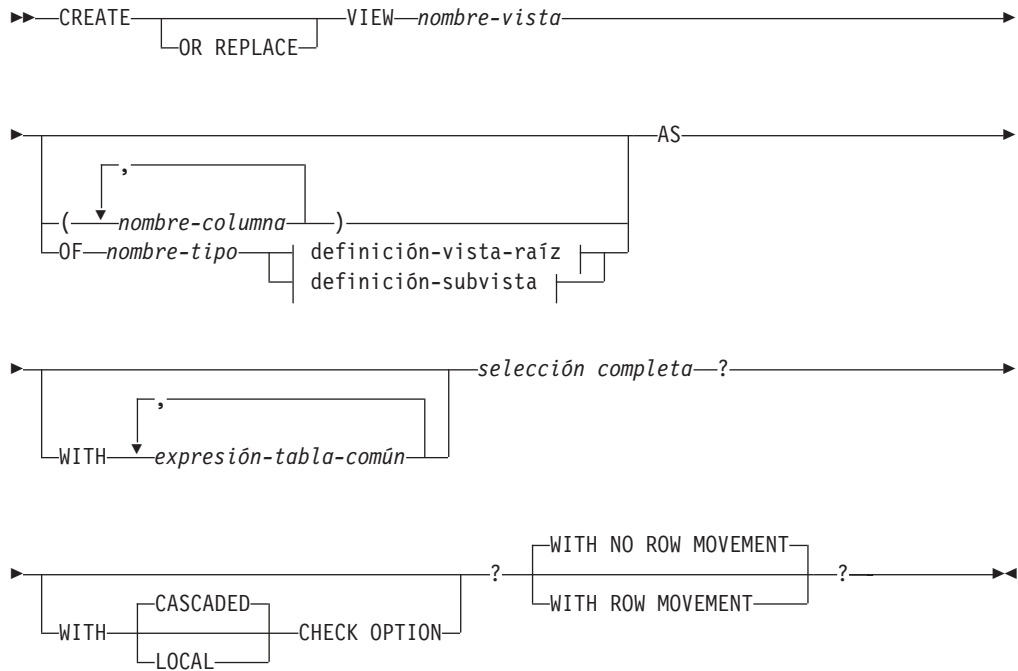 CREATE OR REPLACE VIEW nombre-vista
AS
,
( nombre-columna )
OF nombre-tipo definición-vista-raíz
definición-subvista
selección completa ?
,
WITH expresión-tabla-común
WITH NO ROW MOVEMENT
? ?
CASCADED WITH ROW MOVEMENT
WITH CHECK OPTION
LOCAL